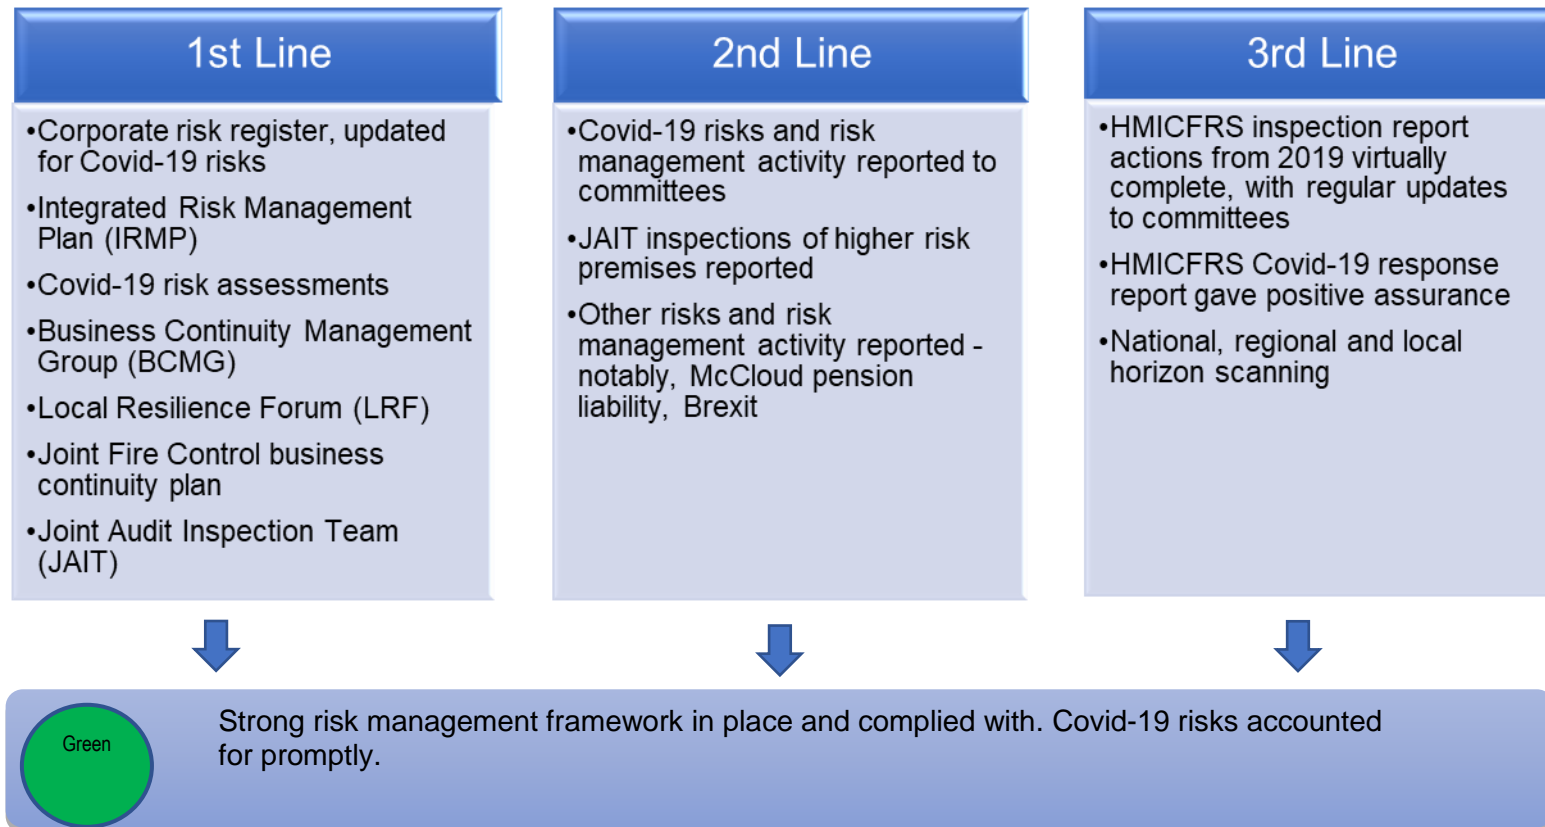 1st Line
•Corporate risk register, updated
for Covid-19 risks
•Integrated Risk Management
Plan (IRMP)
•Covid-19 risk assessments
•Business Continuity Management
Group (BCMG)
•Local Resilience Forum (LRF)
•Joint Fire Control business
continuity plan
•Joint Audit Inspection Team
(JAIT)
2nd Line
•Covid-19 risks and risk
management activity reported to
committees
•JAIT inspections of higher risk
premises reported
•Other risks and risk
management activity reported -
notably, McCloud pension
liability, Brexit
3rd Line
•HMICFRS inspection report
actions from 2019 virtually
complete, with regular updates
to committees
•HMICFRS Covid-19 response
report gave positive assurance
•National, regional and local
horizon scanning
Green
Strong risk management framework in place and complied with. Covid-19 risks accounted
for promptly.